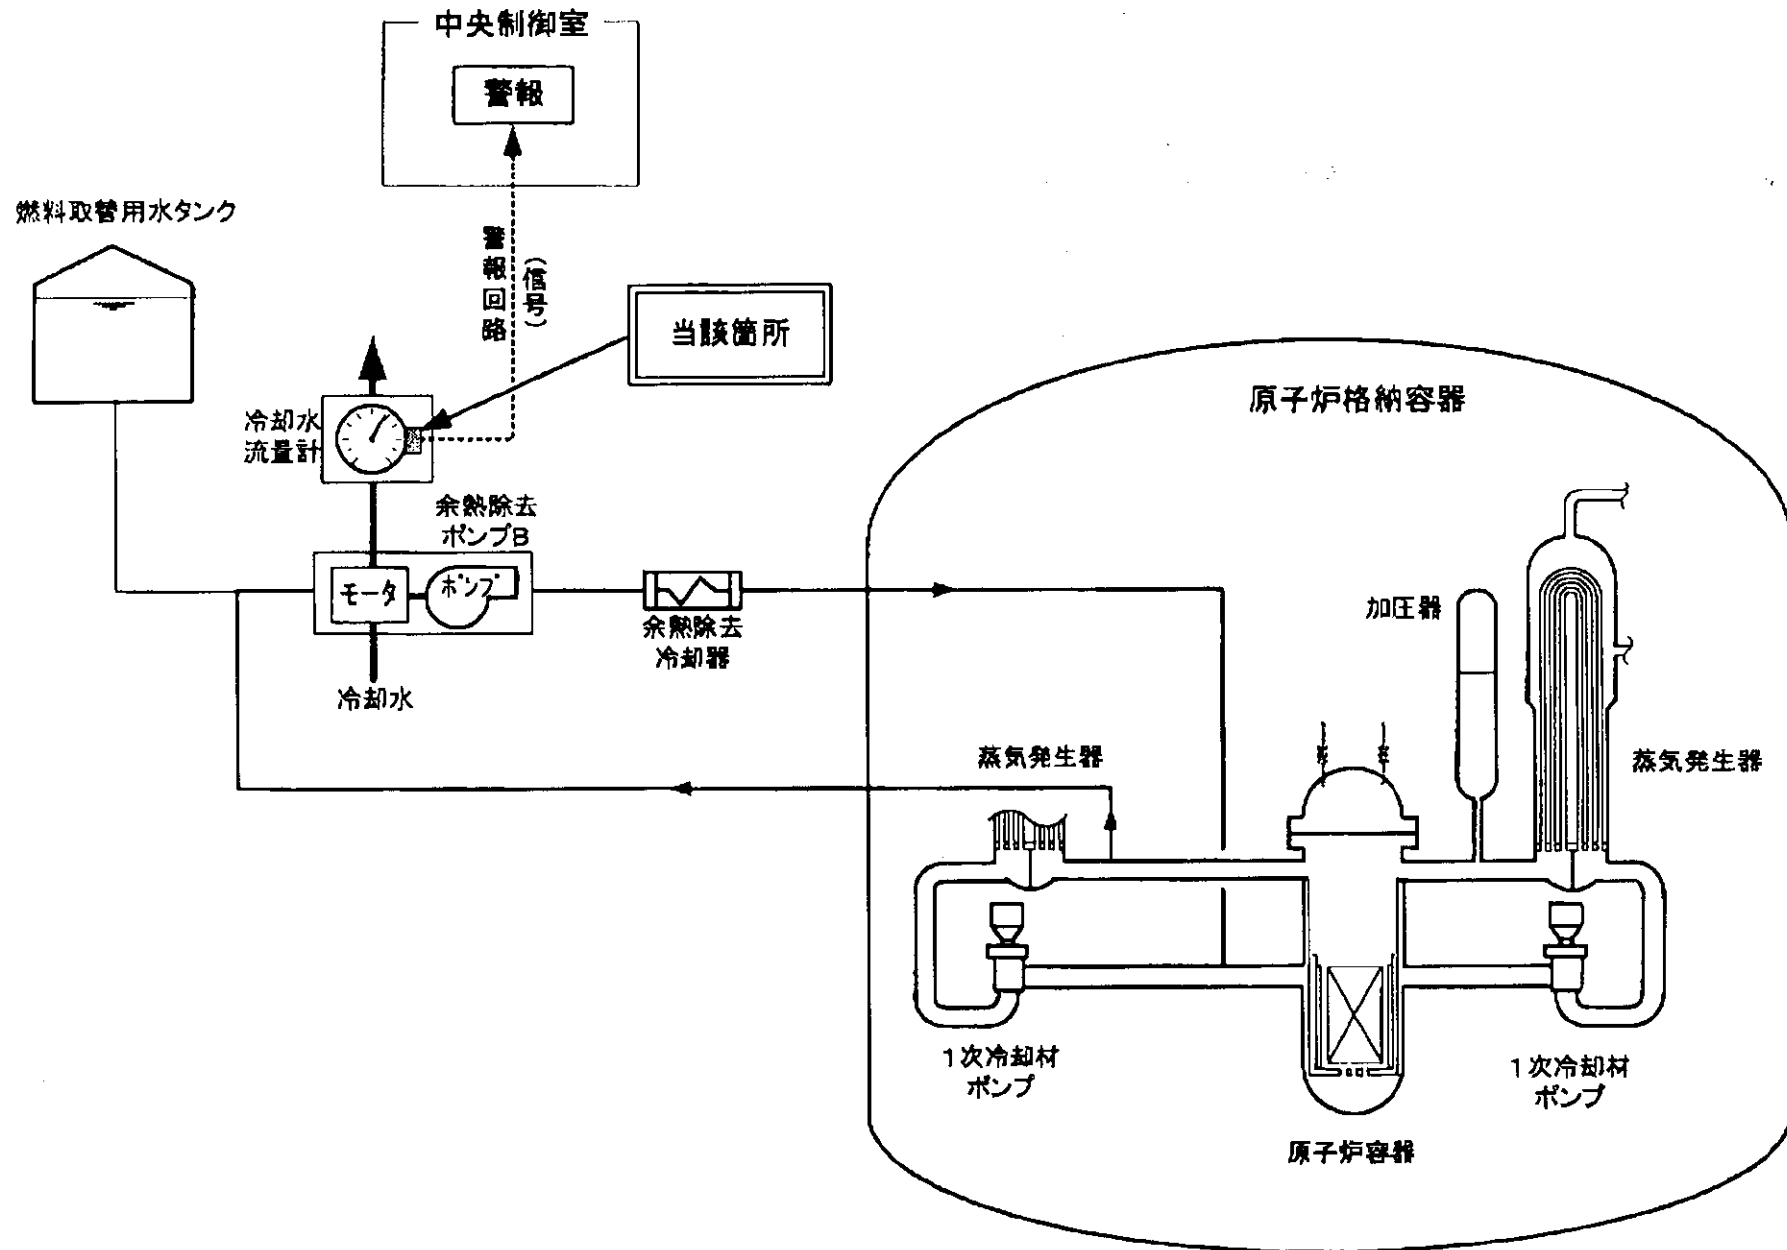 中央制御室
警報
燃料取替用水タンク
警報回路
(信号)
当該箇所
原子炉格納容器
冷却水
流量計
余熱除去
ポンプB
モータ
ポンプ
余熱除去
冷却器
冷却水
加圧器
蒸気発生器
蒸気発生器
1次冷却材
ポンプ
1次冷却材
ポンプ
原子炉容器